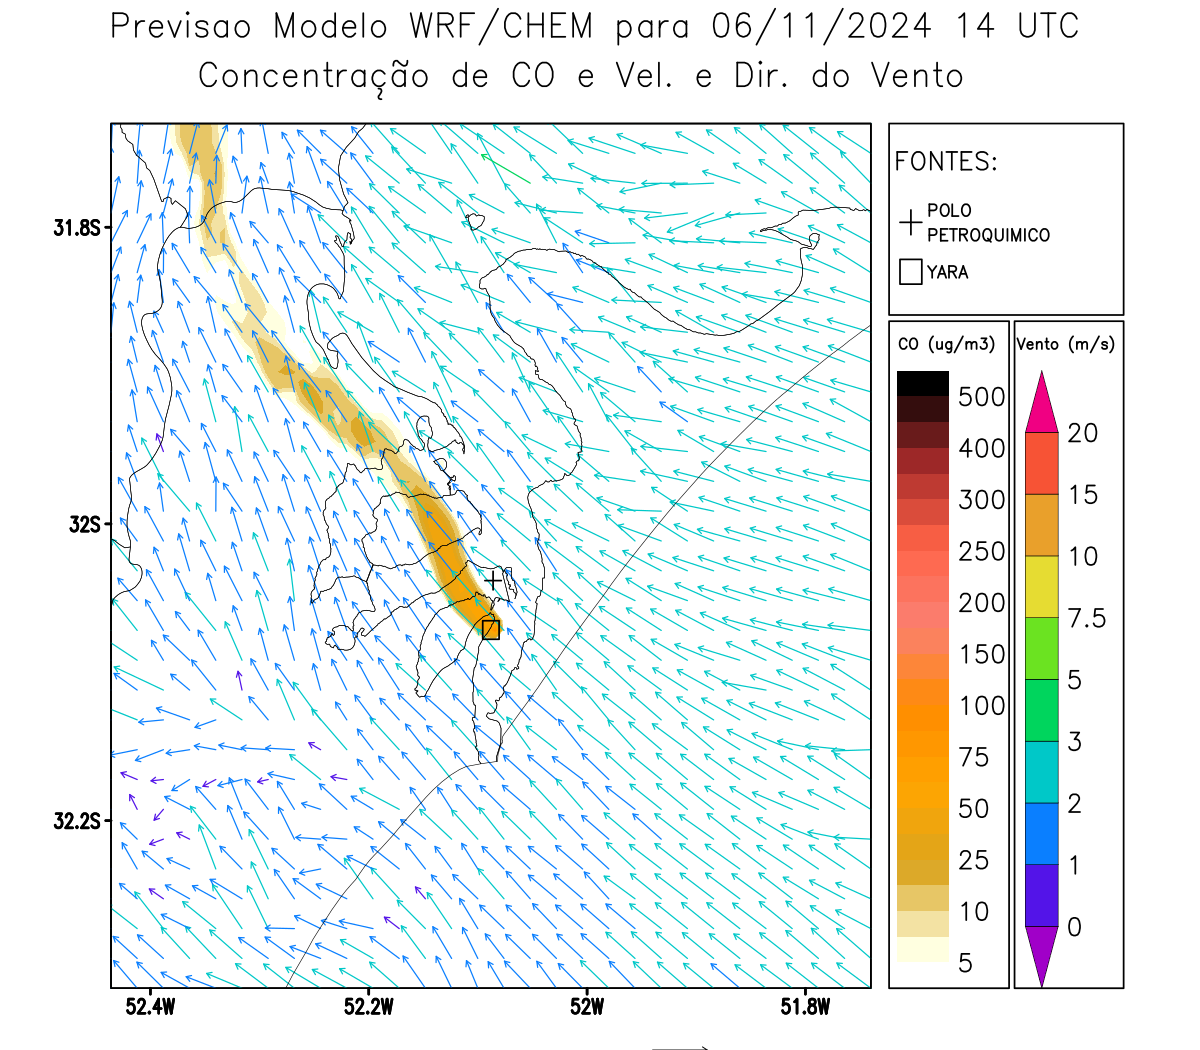 Previsao Modelo WRF/CHEM para 06/11/2024 14 UTC
Concentração de CO e Vel. e Dir. do Vento
FONTES:
POLO
PETROQUIMICO
YARA
CO (ug/m3)
500
400
300
250
200
150
100
75
50
25
10
5
Vento (m/s)
20
15
10
7.5
5
3
2
1
0
31.8S
32S
32.2S
52.4W
52.2W
52W
51.8W